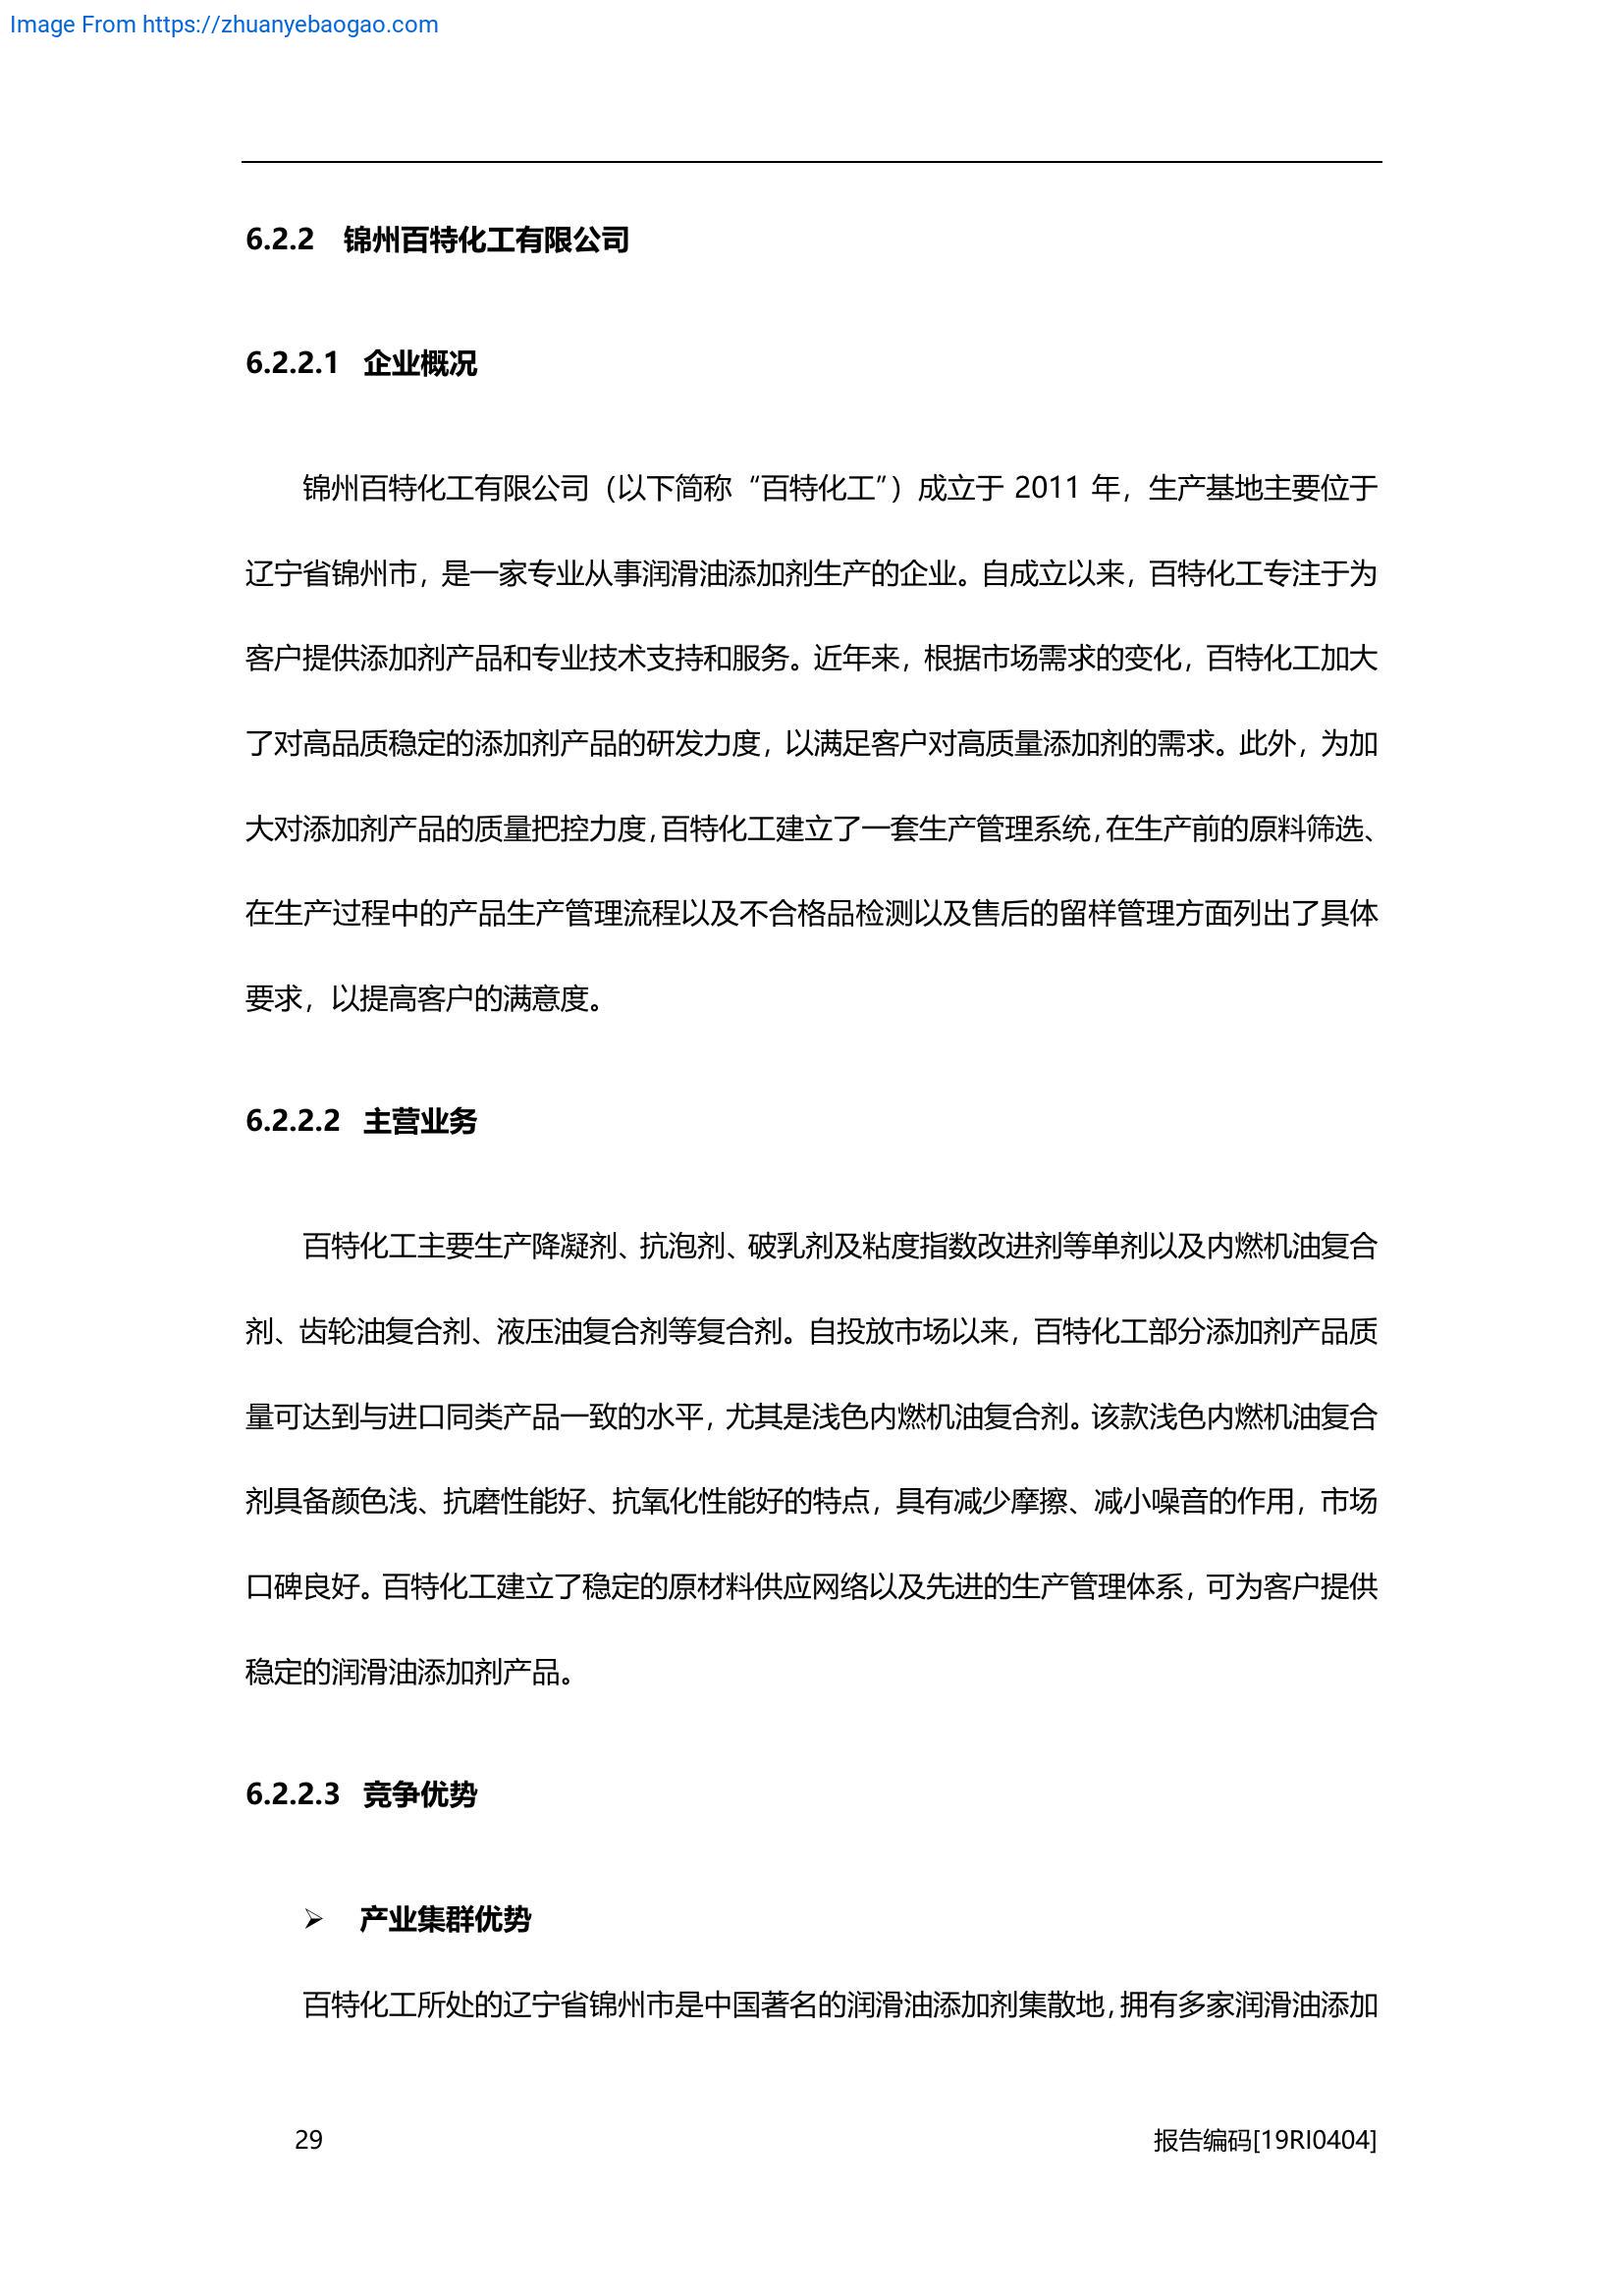 Image From https://zhuanyebaogao.com
6.2.2 锦州百特化工有限公司
6.2.2.1 企业概况
锦州百特化工有限公司（以下简称“百特化工”）成立于 2011 年，生产基地主要位于
辽宁省锦州市，是一家专业从事润滑油添加剂生产的企业。自成立以来，百特化工专注于为
客户提供添加剂产品和专业技术支持和服务。近年来，根据市场需求的变化，百特化工加大
了对高品质稳定的添加剂产品的研发力度，以满足客户对高质量添加剂的需求。此外，为加
大对添加剂产品的质量把控力度，百特化工建立了一套生产管理系统，在生产前的原料筛选、
在生产过程中的产品生产管理流程以及不合格品检测以及售后的留样管理方面列出了具体
要求，以提高客户的满意度。
6.2.2.2 主营业务
百特化工主要生产降凝剂、抗泡剂、破乳剂及粘度指数改进剂等单剂以及内燃机油复合
剂、齿轮油复合剂、液压油复合剂等复合剂。自投放市场以来，百特化工部分添加剂产品质
量可达到与进口同类产品一致的水平，尤其是浅色内燃机油复合剂。该款浅色内燃机油复合
剂具备颜色浅、抗磨性能好、抗氧化性能好的特点，具有减少摩擦、减小噪音的作用，市场
口碑良好。百特化工建立了稳定的原材料供应网络以及先进的生产管理体系，可为客户提供
稳定的润滑油添加剂产品。
6.2.2.3 竞争优势
➢ 产业集群优势
百特化工所处的辽宁省锦州市是中国著名的润滑油添加剂集散地，拥有多家润滑油添加
29 报告编码[19RI0404]